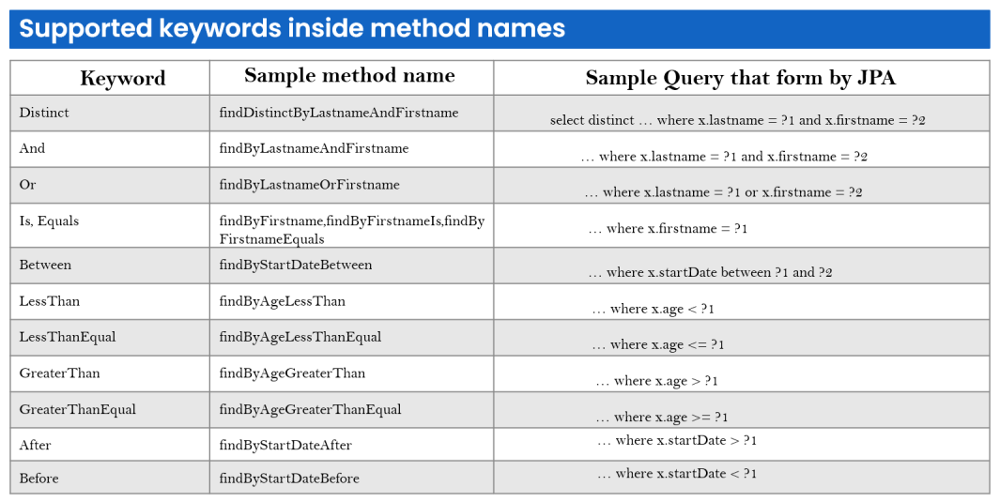 Supported keywords inside method names
Keyword Sample method name Sample Query that form by JPA
Distinct findDistinctByLastnameAndFirstname select distinct … where x.lastname = ?1 and x.firstname = ?2
And findByLastnameAndFirstname … where x.lastname = ?1 and x.firstname = ?2
Or findByLastnameOrFirstname … where x.lastname = ?1 or x.firstname = ?2
Is, Equals findByFirstname,findByFirstnameIs,findBy … where x.firstname = ?1
FirstnameEquals
Between findByStartDateBetween … where x.startDate between ?1 and ?2
LessThan findByAgeLessThan … where x.age < ?1
LessThanEqual findByAgeLessThanEqual … where x.age <= ?1
GreaterThan findByAgeGreaterThan … where x.age > ?1
GreaterThanEqual findByAgeGreaterThanEqual … where x.age >= ?1
After findByStartDateAfter … where x.startDate > ?1
Before findByStartDateBefore … where x.startDate < ?1